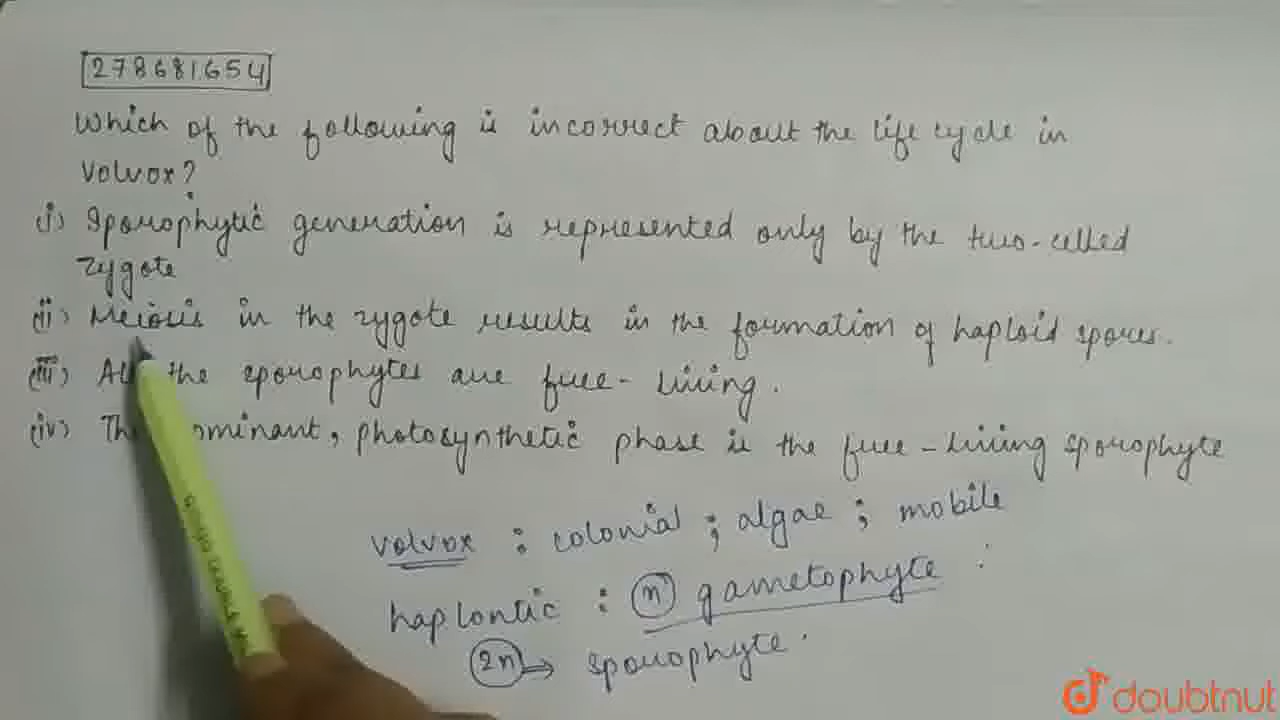 278681654
Which of the following is incorrect about the life cycle in
Volvox?
(i) Sporophytic generation is represented only by the two-celled
zygote
(ii) Meiosis in the zygote results in the formation of haploid spores.
(iii) All the sporophytes are free-living.
(iv) The dominant, photosynthetic phase is the free-living sporophyte
volvox : colonial ; algae ; mobile
haplontic : n gametophyte :
2n → sporophyte.
doubtnut